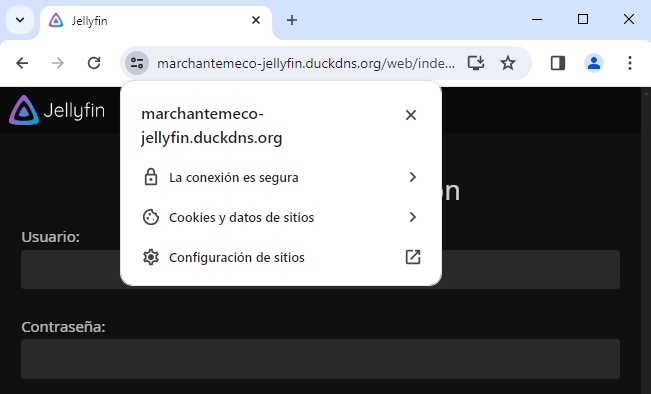 Jellyfin
marchantemeco-jellyfin.duckdns.org/web/inde...
Jellyfin
marchantemeco-
jellyfin.duckdns.org
La conexión es segura
Cookies y datos de sitios
Configuración de sitios
Usuario:
Contraseña: